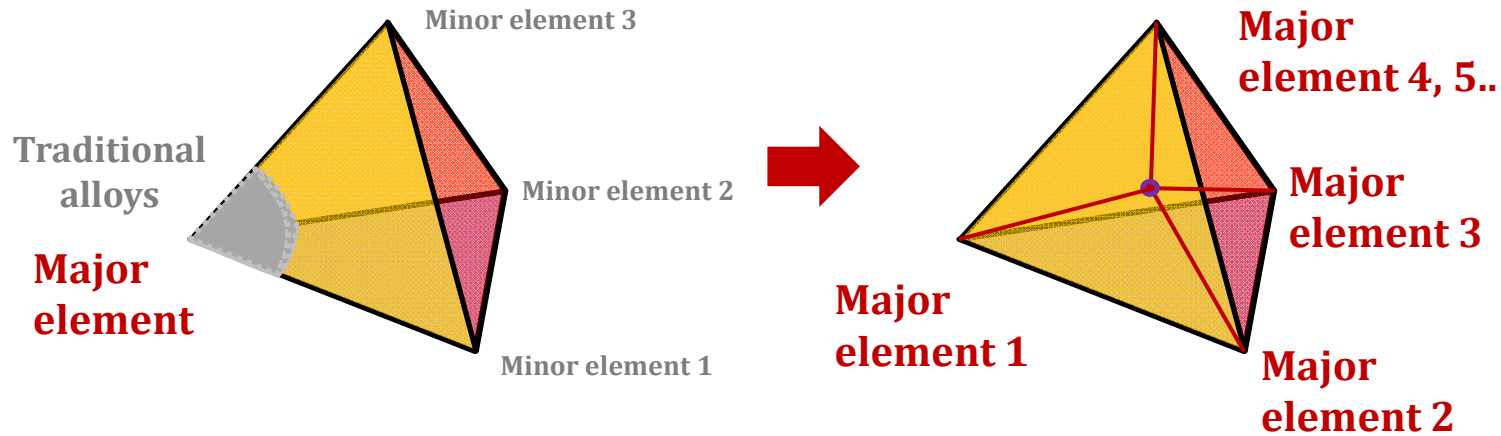 Minor element 3
Traditional
alloys
Minor element 2
Major
element
Minor element 1
Major
element 4, 5..
Major
element 3
Major
element 1
Major
element 2